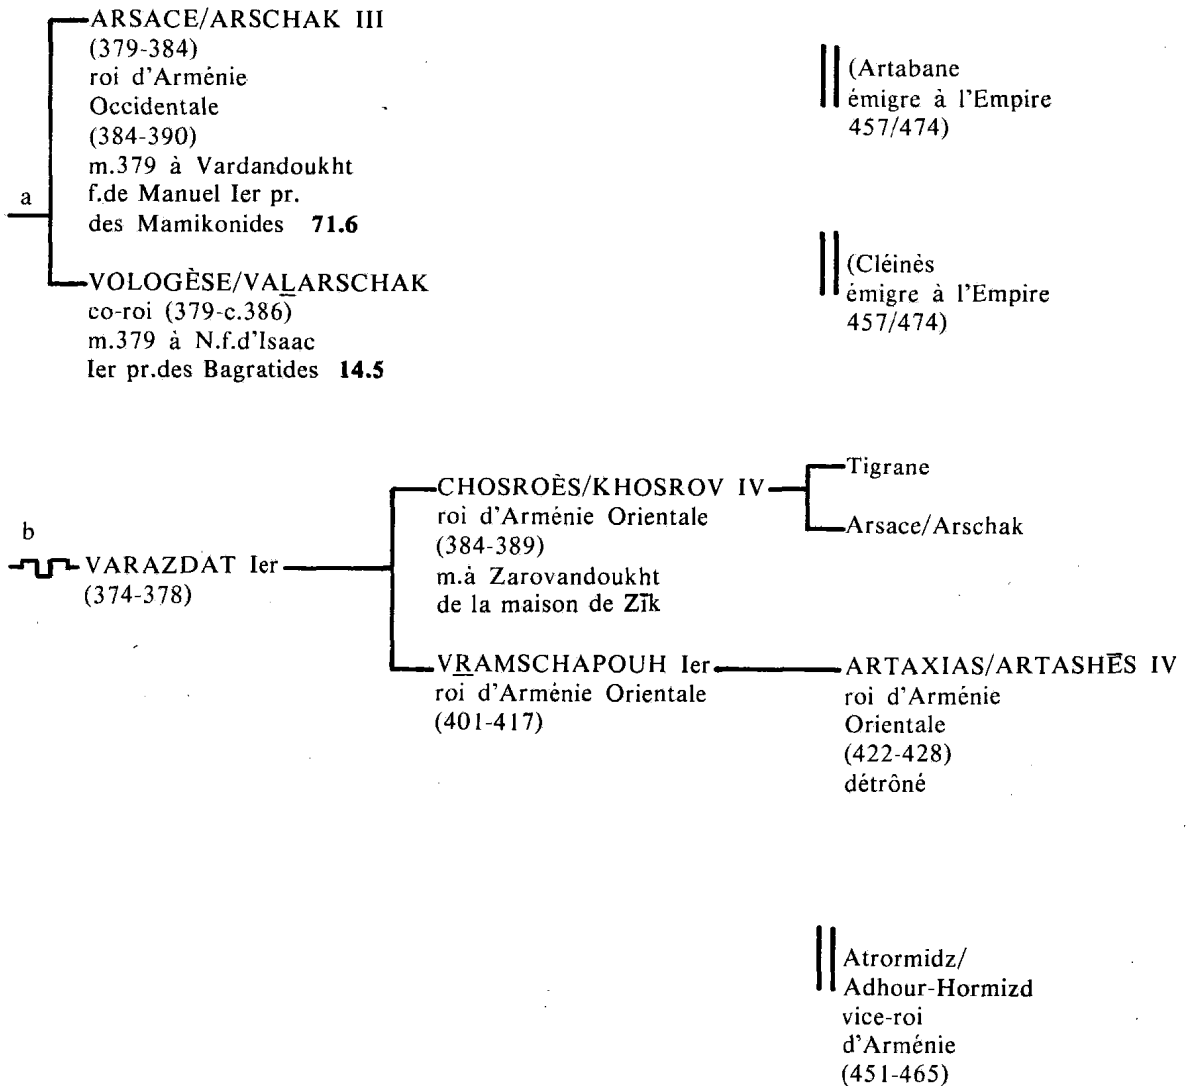 ARSACE/ARSCHAK III
(379-384)
roi d'Arménie
Occidentale
(384-390)
m.379 à Vardandoukht
f.de Manuel Ier pr.
des Mamikonides 71.6
a
VOLOGÈSE/VALARSCHAK
co-roi (379-c.386)
m.379 à N.f.d'Isaac
Ier pr.des Bagratides 14.5
(Artabane
émigre à l'Empire
457/474)
(Cléinès
émigre à l'Empire
457/474)
b
VARAZDAT Ier
(374-378)
CHOSROÈS/KHOSROV IV
roi d'Arménie Orientale
(384-389)
m.à Zarovandoukht
de la maison de Zīk
Tigrane
Arsace/Arschak
VRAMSCHAPOUH Ier
roi d'Arménie Orientale
(401-417)
ARTAXIAS/ARTASHĒS IV
roi d'Arménie
Orientale
(422-428)
détrôné
Atrormidz/
Adhour-Hormizd
vice-roi
d'Arménie
(451-465)